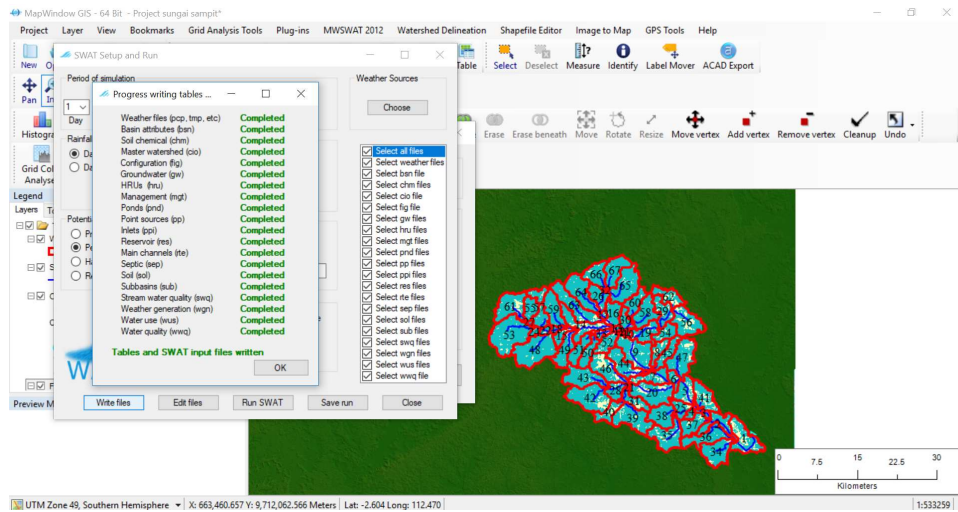 MapWindow GIS - 64 Bit - Project sungai sampit*
Project Layer View Bookmarks Grid Analysis Tools Plug-ins MWSWAT 2012 Watershed Delineation Shapefile Editor Image to Map GPS Tools Help
New
Table Select Deselect Measure Identify Label Mover ACAD Export
Pan
Erase Erase beneath Move Rotate Resize Move vertex Add vertex Remove vertex Cleanup Undo
Legend
Layers
SWAT Setup and Run
Period of simulation
1
Day
Weather Sources
Choose
Progress writing tables ...
Weather files (pcp, tmp, etc) Completed
Basin attributes (bsn) Completed
Soil chemical (chm) Completed
Master watershed (cio) Completed
Configuration (fig) Completed
Groundwater (gw) Completed
HRUs (hru) Completed
Management (mgt) Completed
Ponds (pnd) Completed
Point sources (pp) Completed
Inlets (ppi) Completed
Reservoir (res) Completed
Main channels (rte) Completed
Septic (sep) Completed
Soil (sol) Completed
Subbasins (sub) Completed
Stream water quality (swq) Completed
Weather generation (wgn) Completed
Water use (wus) Completed
Water quality (wwq) Completed
Tables and SWAT input files written
OK
Select all files
Select weather files
Select bsn file
Select chm files
Select cio file
Select fig file
Select gw files
Select hru files
Select mgt files
Select pnd files
Select pp files
Select ppi files
Select res files
Select rte files
Select sep files
Select sol files
Select sub files
Select swq files
Select wgn files
Select wus files
Select wwq file
Write files Edit files Run SWAT Save run Close
66 67
65
61
53
48
43
42
39
38
36
34
0 7.5 15 22.5 30
Kilometers
UTM Zone 49, Southern Hemisphere X: 663,460.657 Y: 9,712,062.566 Meters Lat: -2.604 Long: 112.470 1:533259